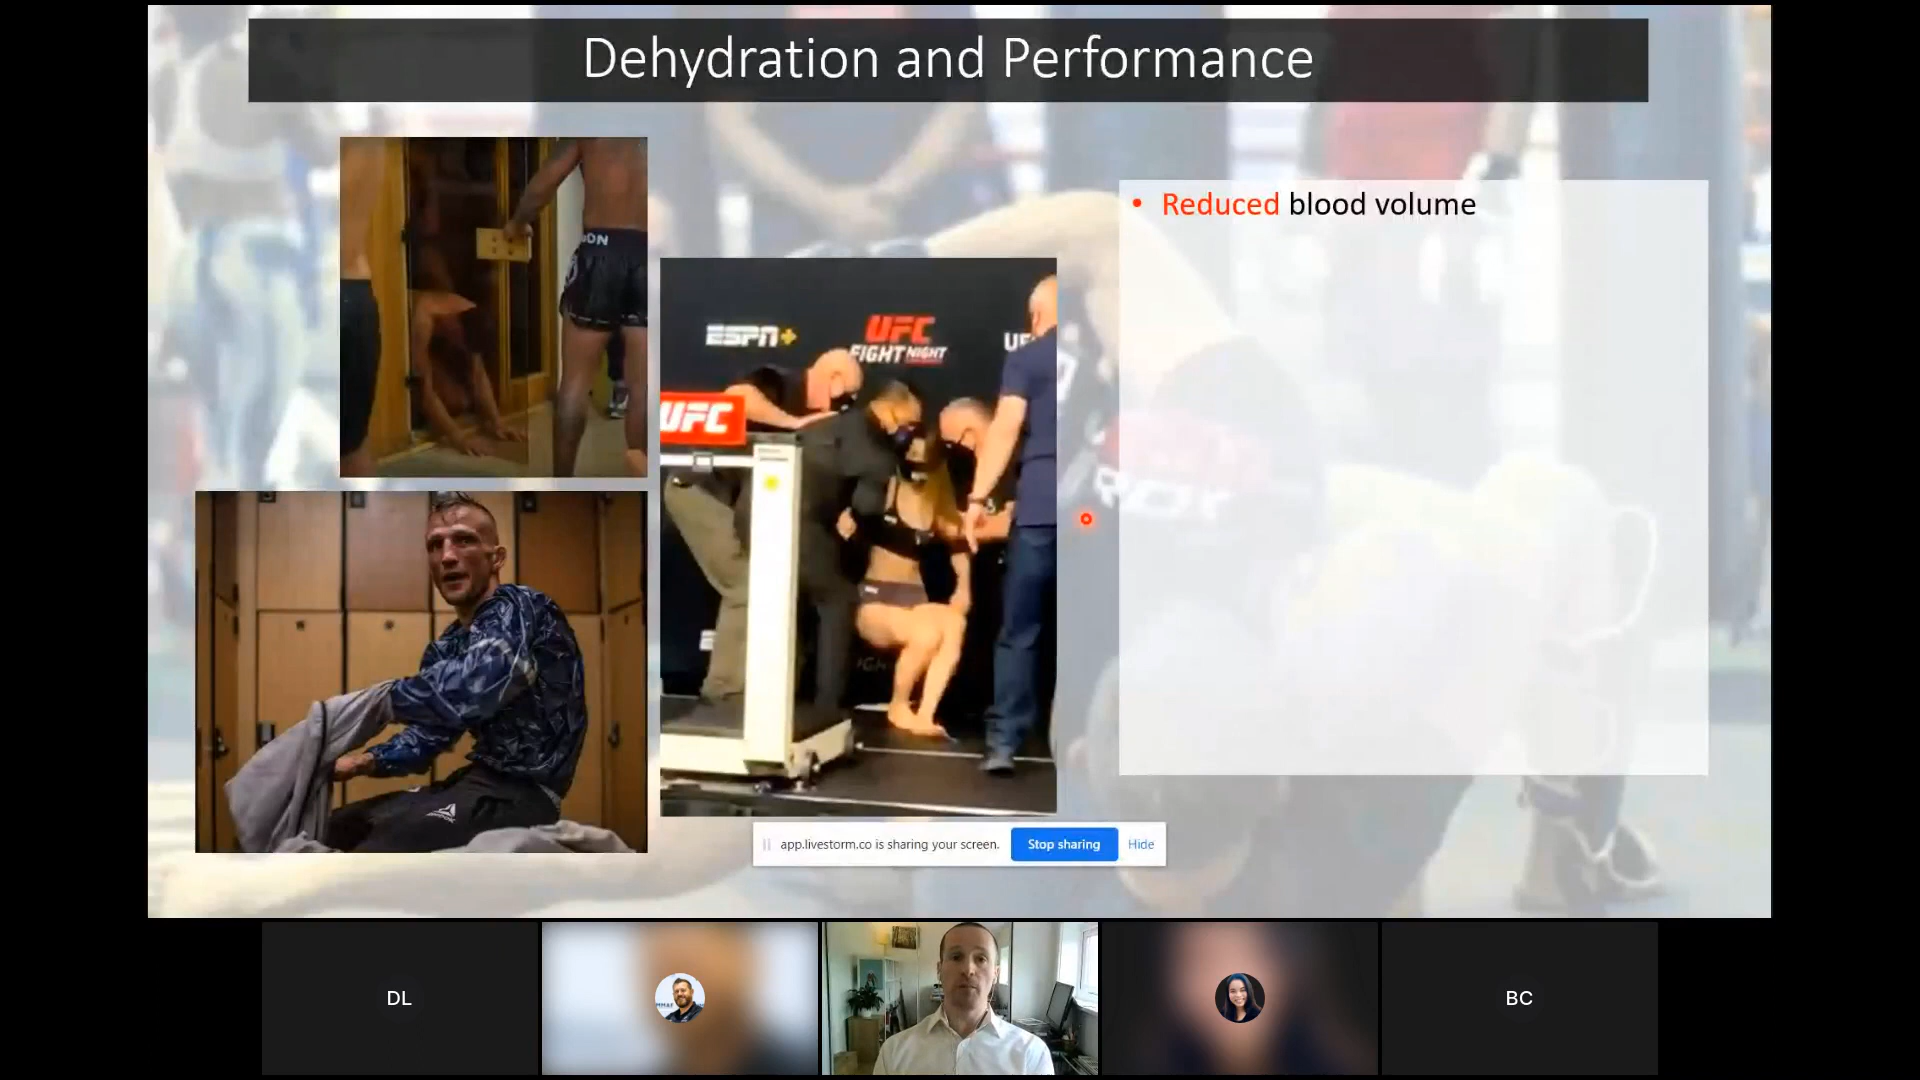 Dehydration and Performance
• Reduced blood volume
ON
ESPN+
UFC
FIGHT NIGHT
UF
UFC
RDX
app.livestorm.co is sharing your screen.
Stop sharing
Hide
DL
BC